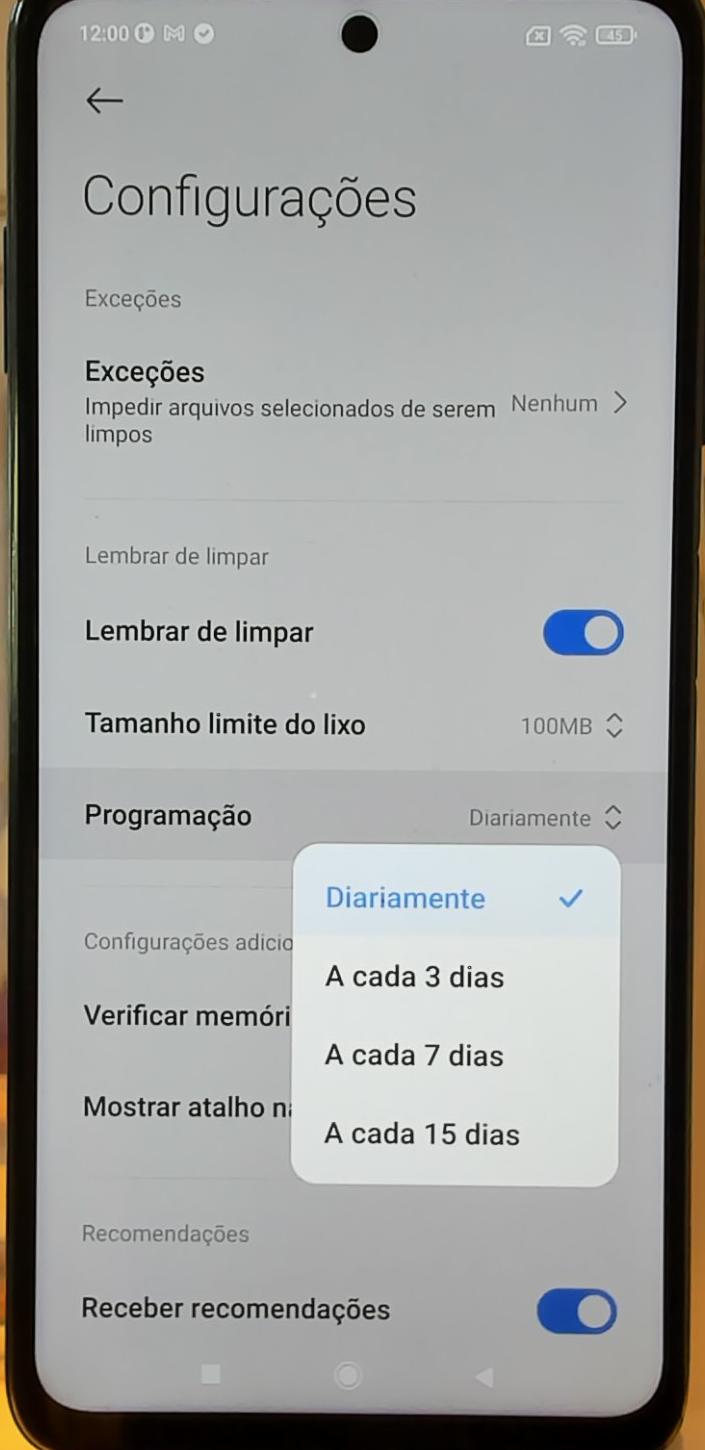 12:00 45
Configurações
Exceções
Exceções
Impedir arquivos selecionados de serem
limpos
Nenhum
Lembrar de limpar
Lembrar de limpar
Tamanho limite do lixo 100MB
Programação Diariamente
Diariamente
A cada 3 dias
A cada 7 dias
A cada 15 dias
Configurações adicio
Verificar memóri
Mostrar atalho na
Recomendações
Receber recomendações